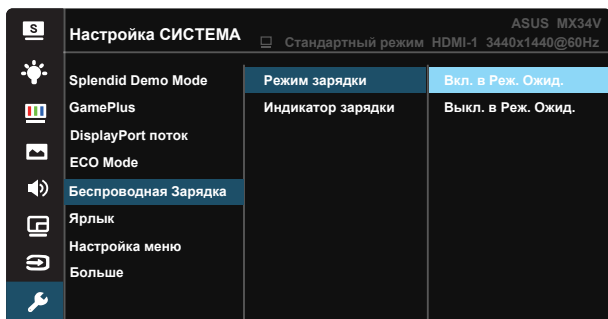 S
Настройка СИСТЕМА
ASUS MX34V
Стандартный режим HDMI-1 3440x1440@60Hz
Splendid Demo Mode
GamePlus
DisplayPort поток
ECO Mode
Беспроводная Зарядка
Ярлык
Настройка меню
Больше
Режим зарядки
Индикатор зарядки
Вкл. в Реж. Ожид.
Выкл. в Реж. Ожид.